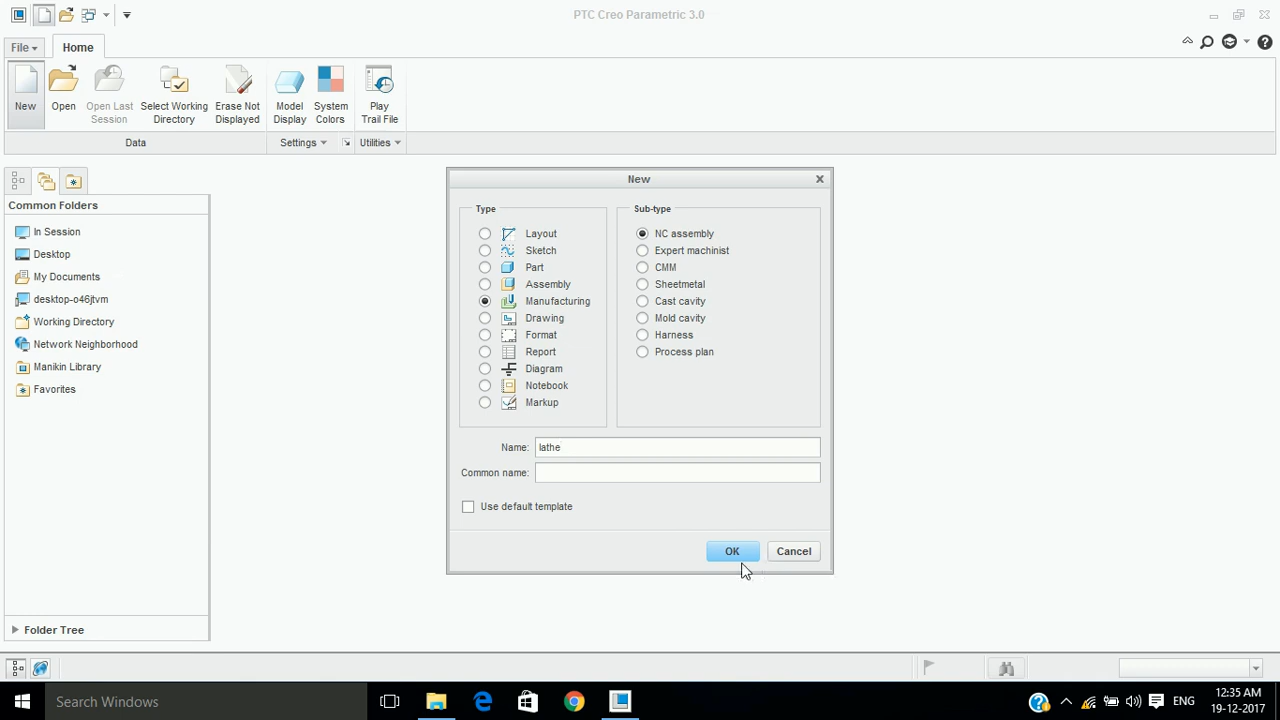 PTC Creo Parametric 3.0
File
Home
New
Open
Open Last
Session
Select Working
Directory
Erase Not
Displayed
Model
Display
System
Colors
Play
Trail File
Data
Settings
Utilities
Common Folders
In Session
Desktop
My Documents
desktop-o46jtvm
Working Directory
Network Neighborhood
Manikin Library
Favorites
Folder Tree
New
Type
Layout
Sketch
Part
Assembly
Manufacturing
Drawing
Format
Report
Diagram
Notebook
Markup
Sub-type
NC assembly
Expert machinist
CMM
Sheetmetal
Cast cavity
Mold cavity
Harness
Process plan
Name: lathe
Common name:
Use default template
OK
Cancel
Search Windows
ENG
12:35 AM
19-12-2017